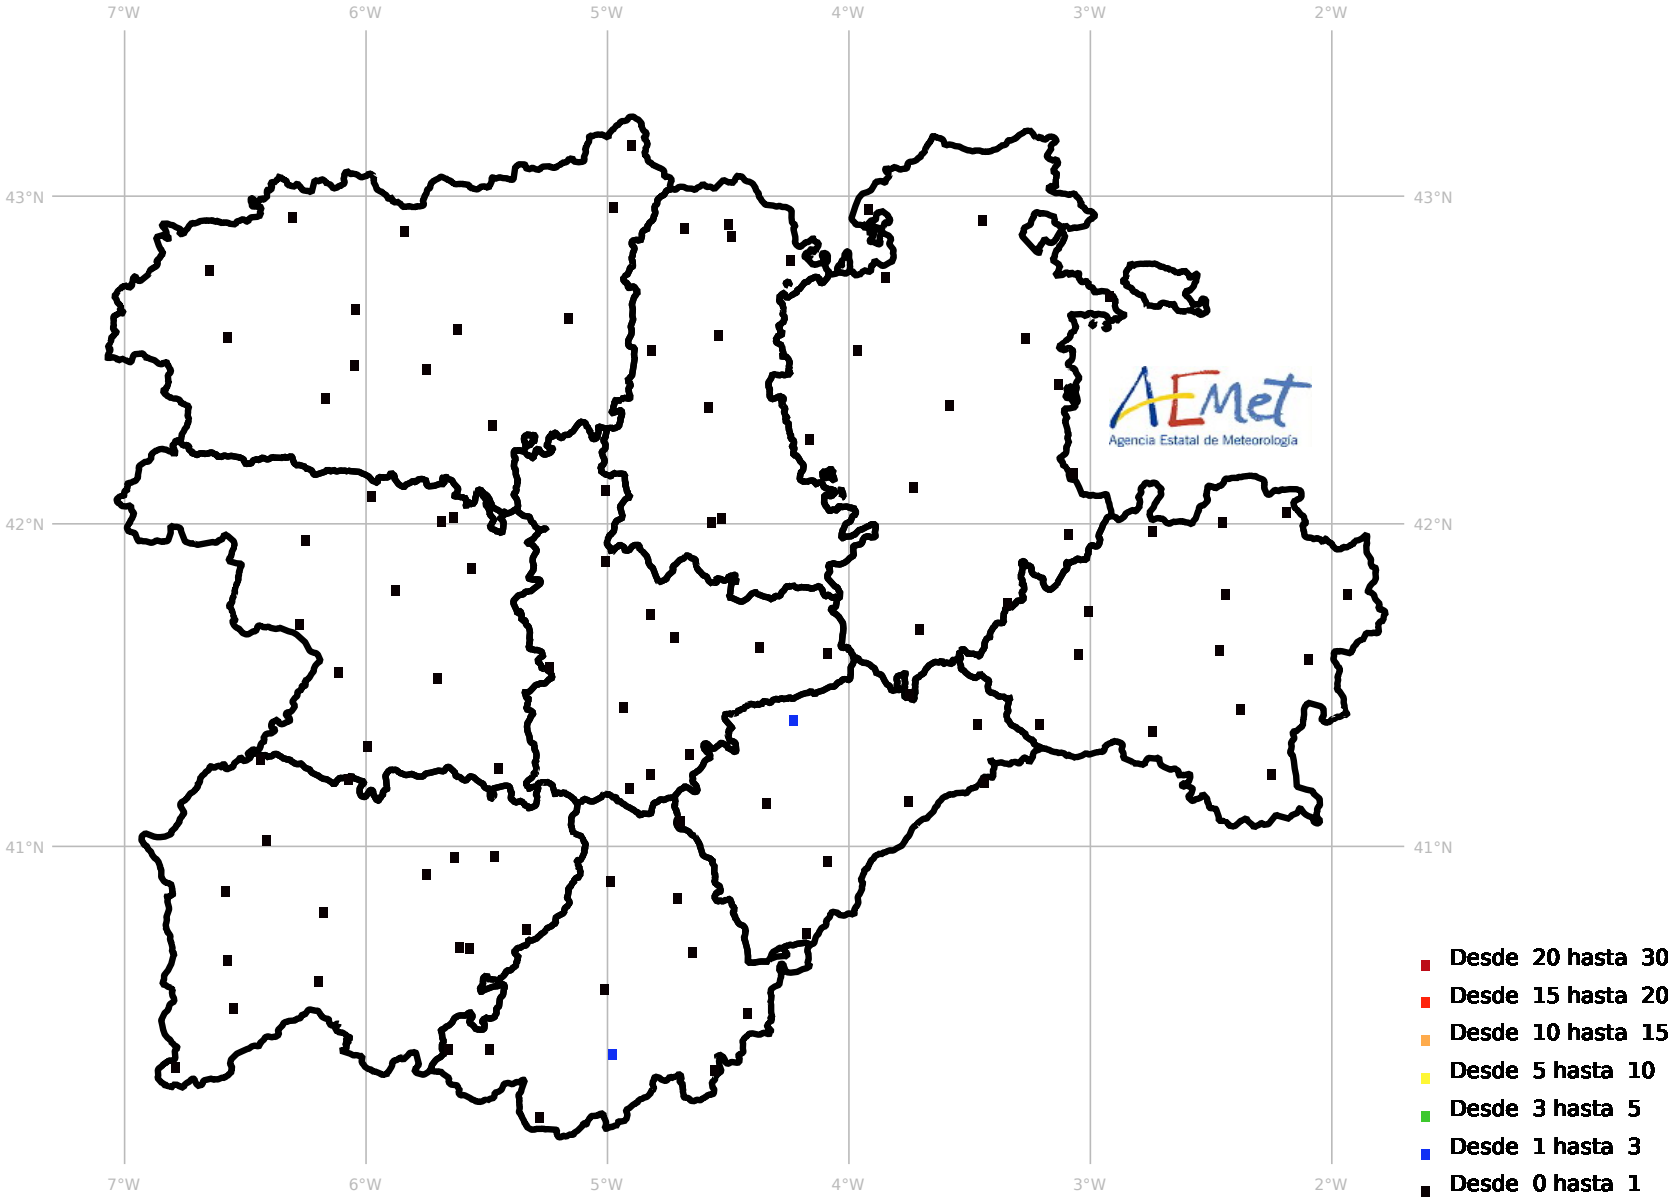 7°W 6°W 5°W 4°W 3°W 2°W
43°N 43°N
AEMet
Agencia Estatal de Meteorología
42°N 42°N
41°N 41°N
Desde 20 hasta 30
Desde 15 hasta 20
Desde 10 hasta 15
Desde 5 hasta 10
Desde 3 hasta 5
Desde 1 hasta 3
Desde 0 hasta 1
7°W 6°W 5°W 4°W 3°W 2°W